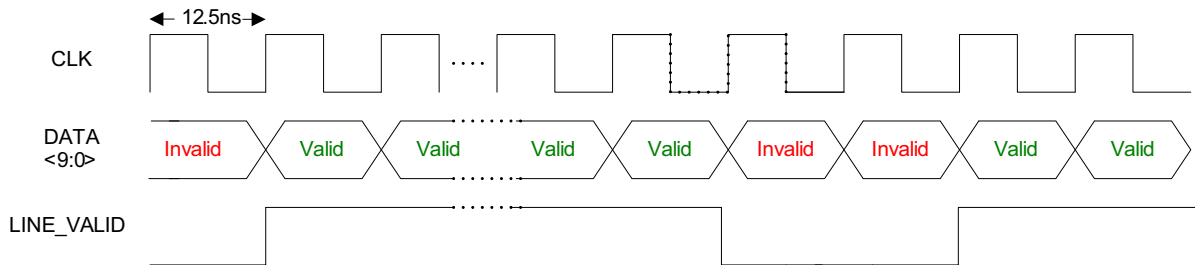 12.5ns
CLK
DATA
<9:0>
Invalid Valid Valid Valid Valid Invalid Invalid Valid Valid
LINE_VALID